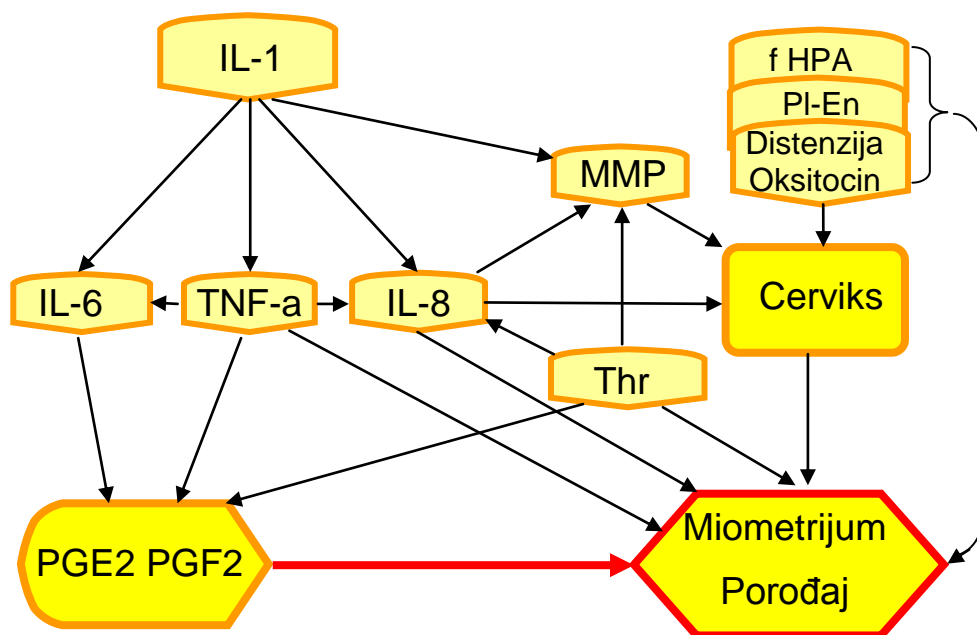 IL-1
f HPA
Pl-En
Distenzija
Oksitocin
MMP
IL-6
TNF-a
IL-8
Cerviks
Thr
PGE2 PGF2
Miometrijum
Porođaj